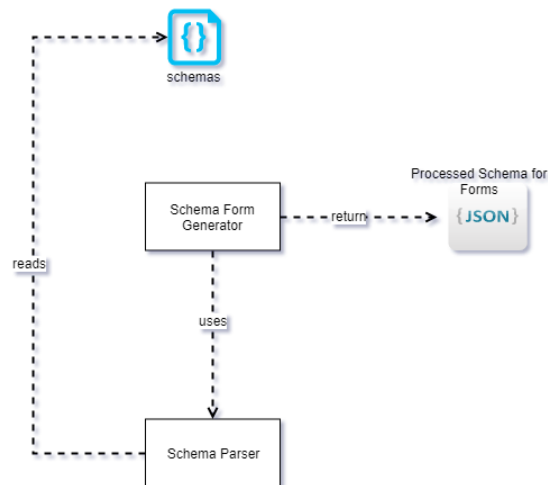 {}
schemas
Processed Schema for
Forms
{JSON}
Schema Form
Generator
return
reads
uses
Schema Parser